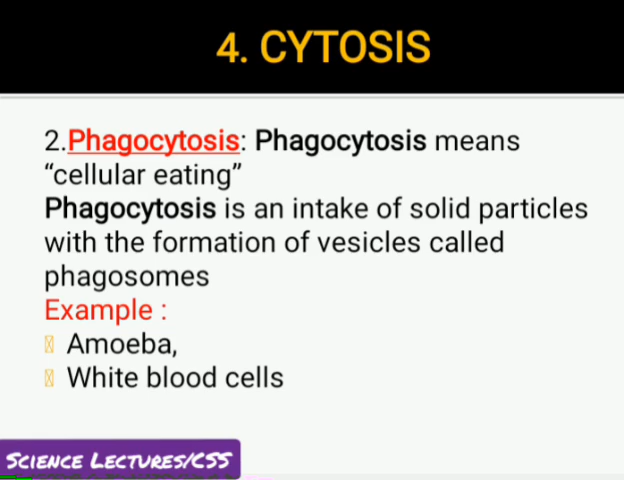 4. CYTOSIS
2.Phagocytosis: Phagocytosis means
“cellular eating”
Phagocytosis is an intake of solid particles
with the formation of vesicles called
phagosomes
Example :
Amoeba,
White blood cells
SCIENCE LECTURES/CSS